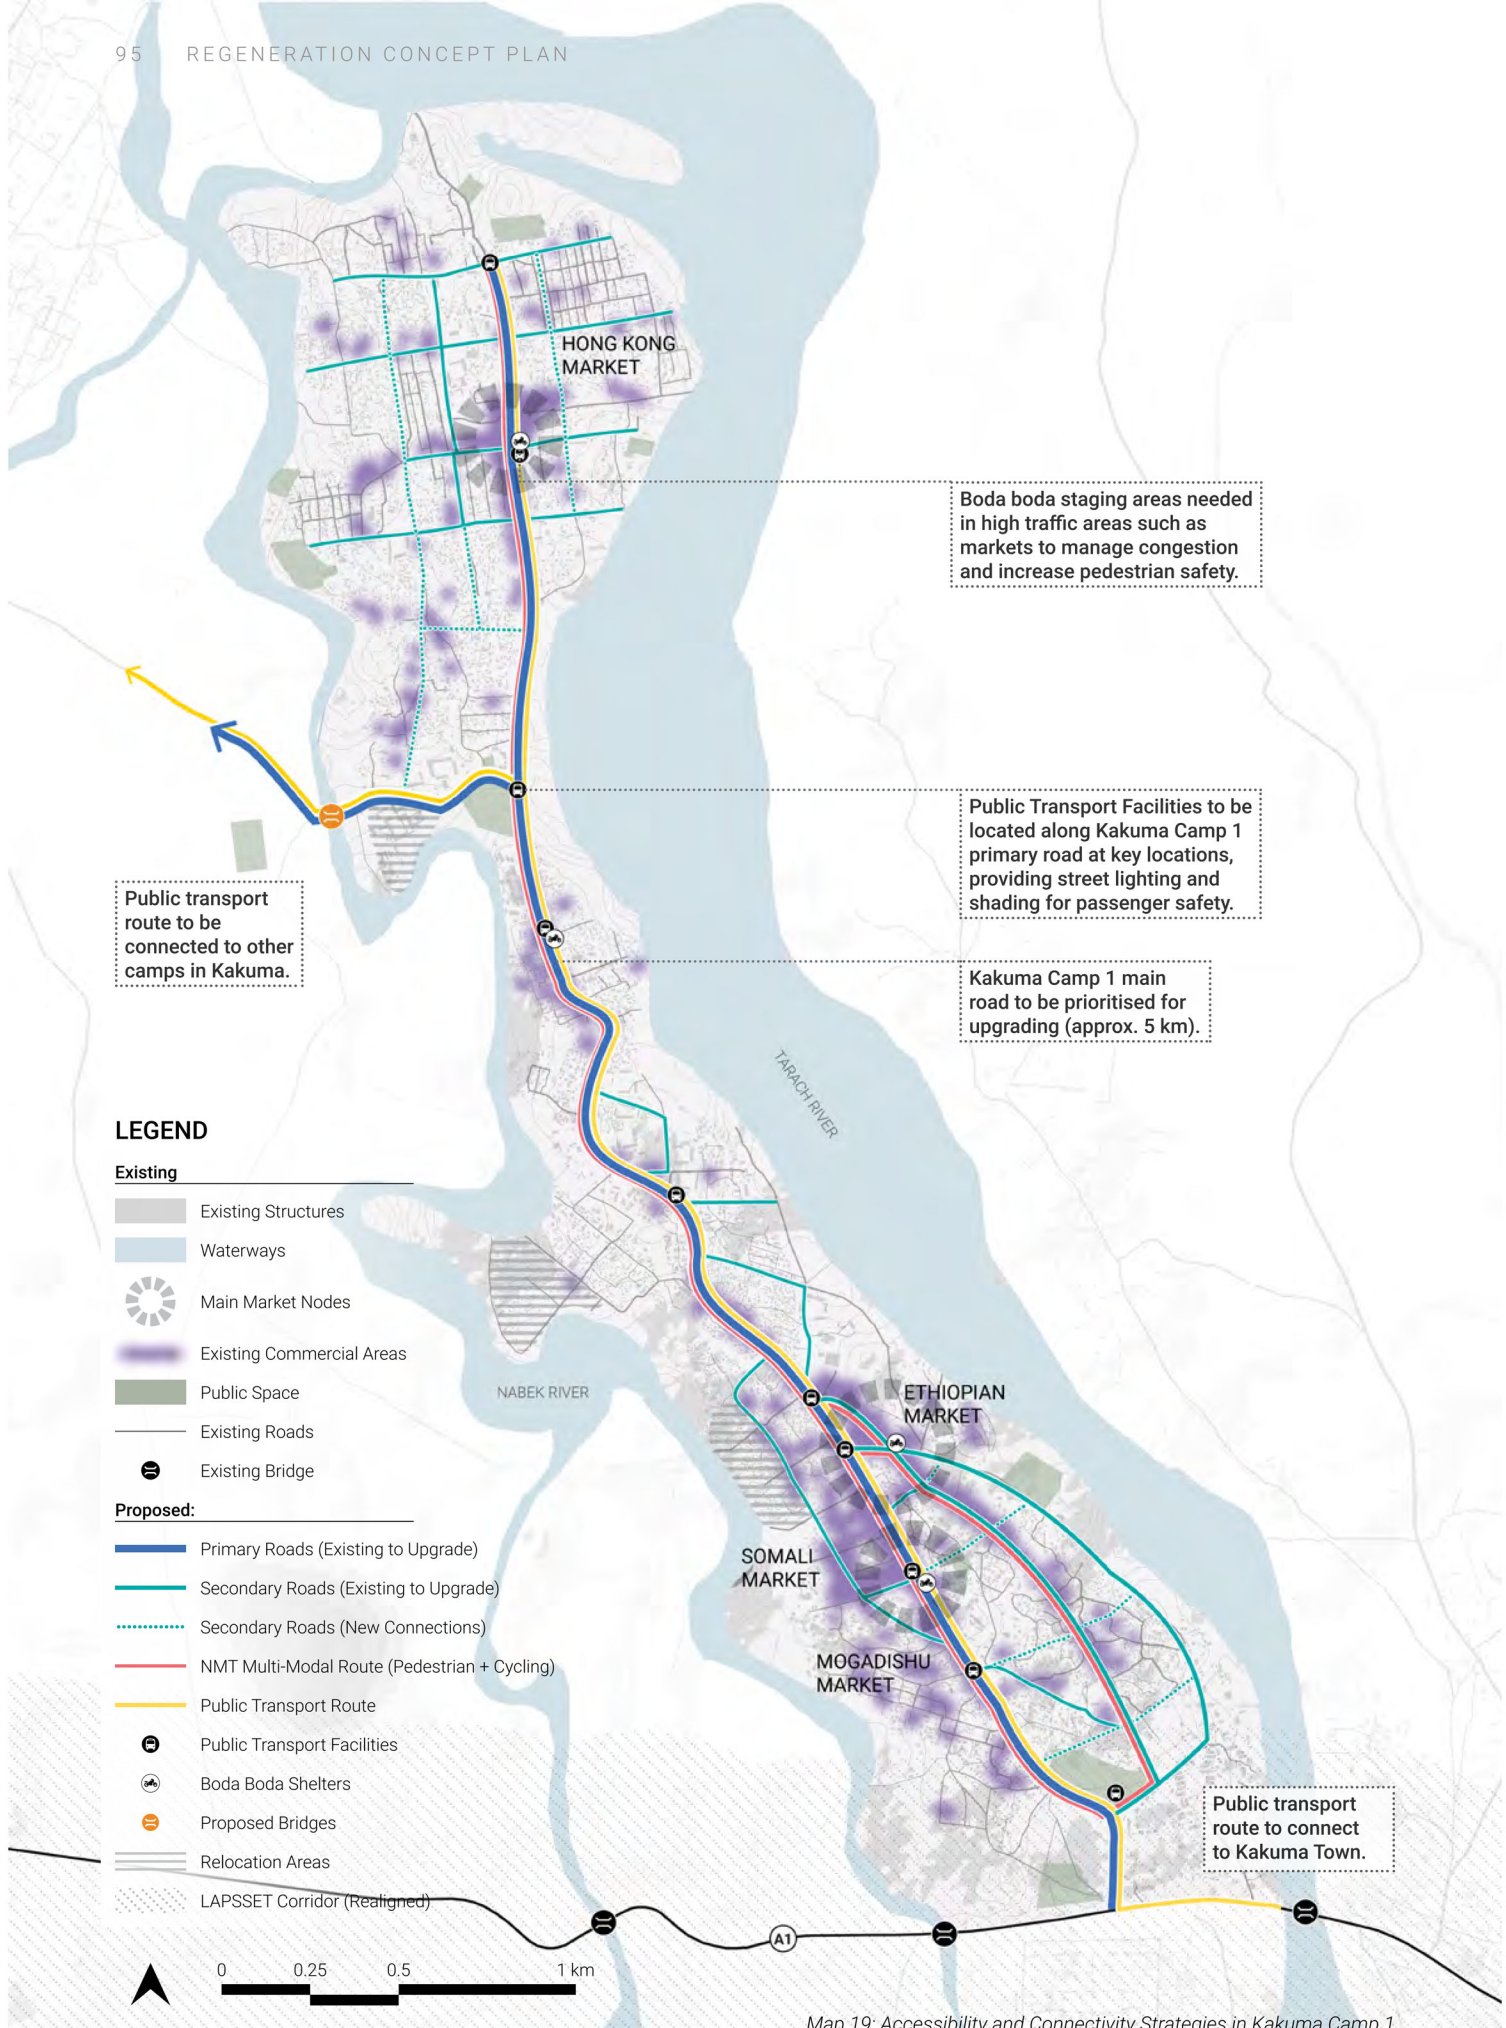 95 REGENERATION CONCEPT PLAN
HONG KONG
MARKET
Boda boda staging areas needed
in high traffic areas such as
markets to manage congestion
and increase pedestrian safety.
Public Transport Facilities to be
located along Kakuma Camp 1
primary road at key locations,
providing street lighting and
shading for passenger safety.
Public transport
route to be
connected to other
camps in Kakuma.
Kakuma Camp 1 main
road to be prioritised for
upgrading (approx. 5 km).
TARACH RIVER
LEGEND
Existing
Existing Structures
Waterways
Main Market Nodes
Existing Commercial Areas
Public Space
Existing Roads
Existing Bridge
Proposed:
Primary Roads (Existing to Upgrade)
Secondary Roads (Existing to Upgrade)
Secondary Roads (New Connections)
NMT Multi-Modal Route (Pedestrian + Cycling)
Public Transport Route
Public Transport Facilities
Boda Boda Shelters
Proposed Bridges
Relocation Areas
LAPSSET Corridor (Realigned)
NABEK RIVER
ETHIOPIAN
MARKET
SOMALI
MARKET
MOGADISHU
MARKET
Public transport
route to connect
to Kakuma Town.
A1
0 0.25 0.5 1 km
Map 19: Accessibility and Connectivity Strategies in Kakuma Camp 1